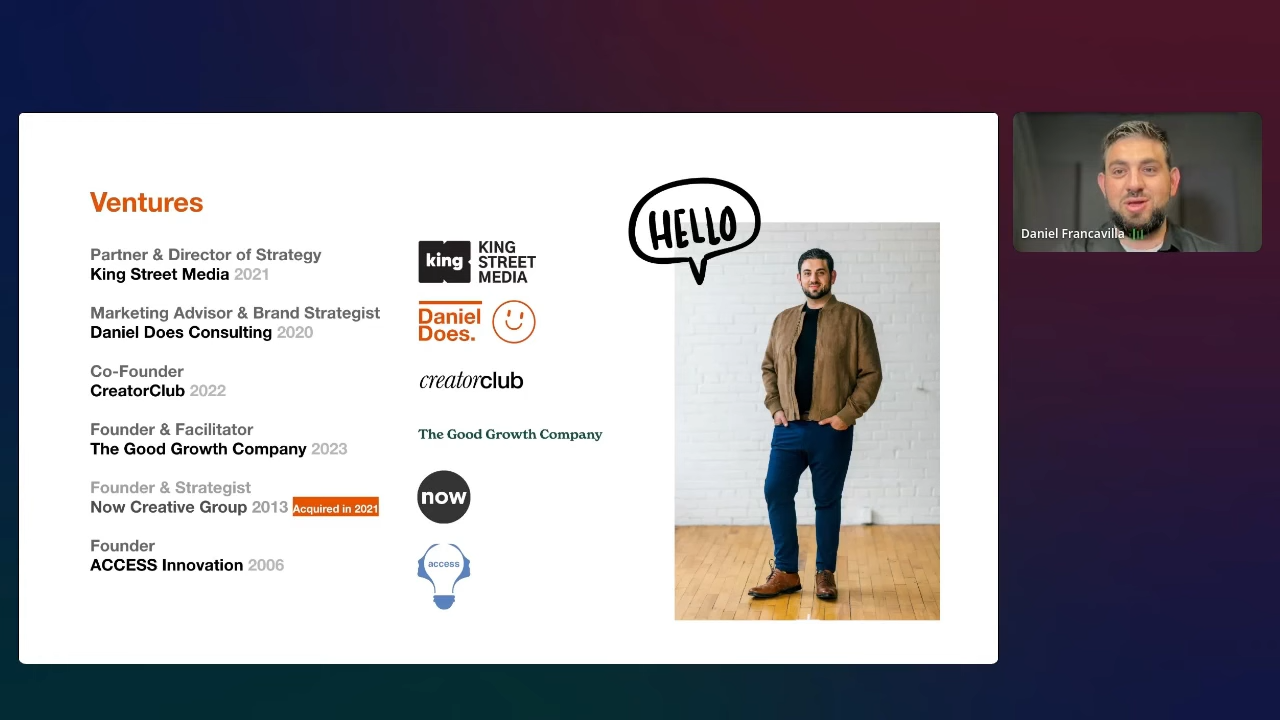 Ventures
Partner & Director of Strategy
King Street Media 2021
Marketing Advisor & Brand Strategist
Daniel Does Consulting 2020
Co-Founder
CreatorClub 2022
Founder & Facilitator
The Good Growth Company 2023
Founder & Strategist
Now Creative Group 2013 Acquired in 2021
Founder
ACCESS Innovation 2006
king
KING
STREET
MEDIA
Daniel
Does.
creatorclub
The Good Growth Company
now
access
HELLO
Daniel Francavilla